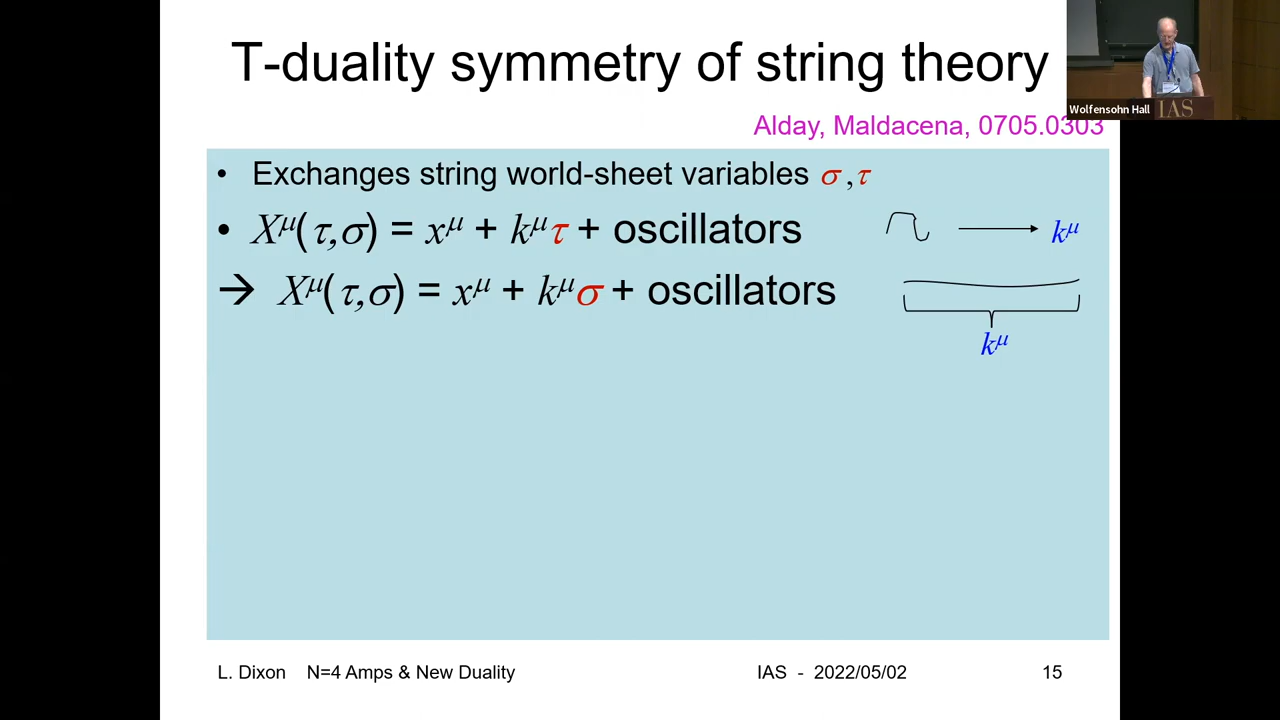 T-duality symmetry of string theory
Wolfensohn Hall
IAS
Alday, Maldacena, 0705.0303
• Exchanges string world-sheet variables σ ,τ
• X^μ(τ,σ) = x^μ + k^μτ + oscillators
k^μ
→ X^μ(τ,σ) = x^μ + k^μσ + oscillators
k^μ
L. Dixon N=4 Amps & New Duality IAS - 2022/05/02 15